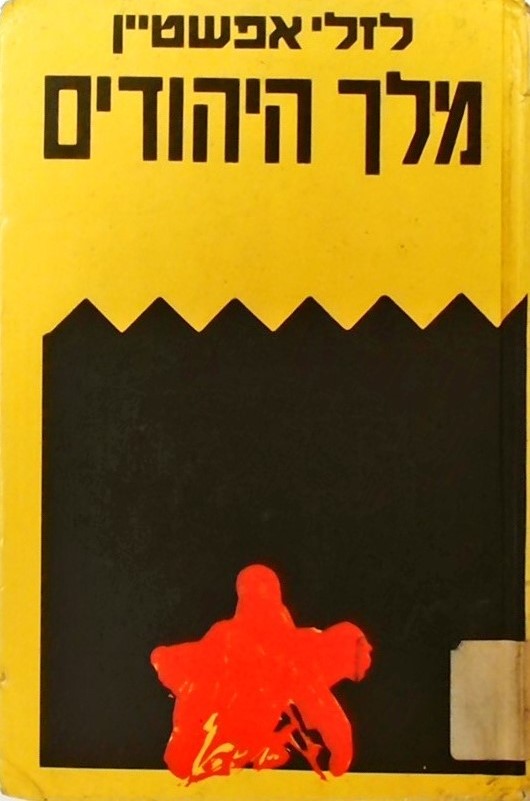 לזלי אפשטיין
מלך היהודים